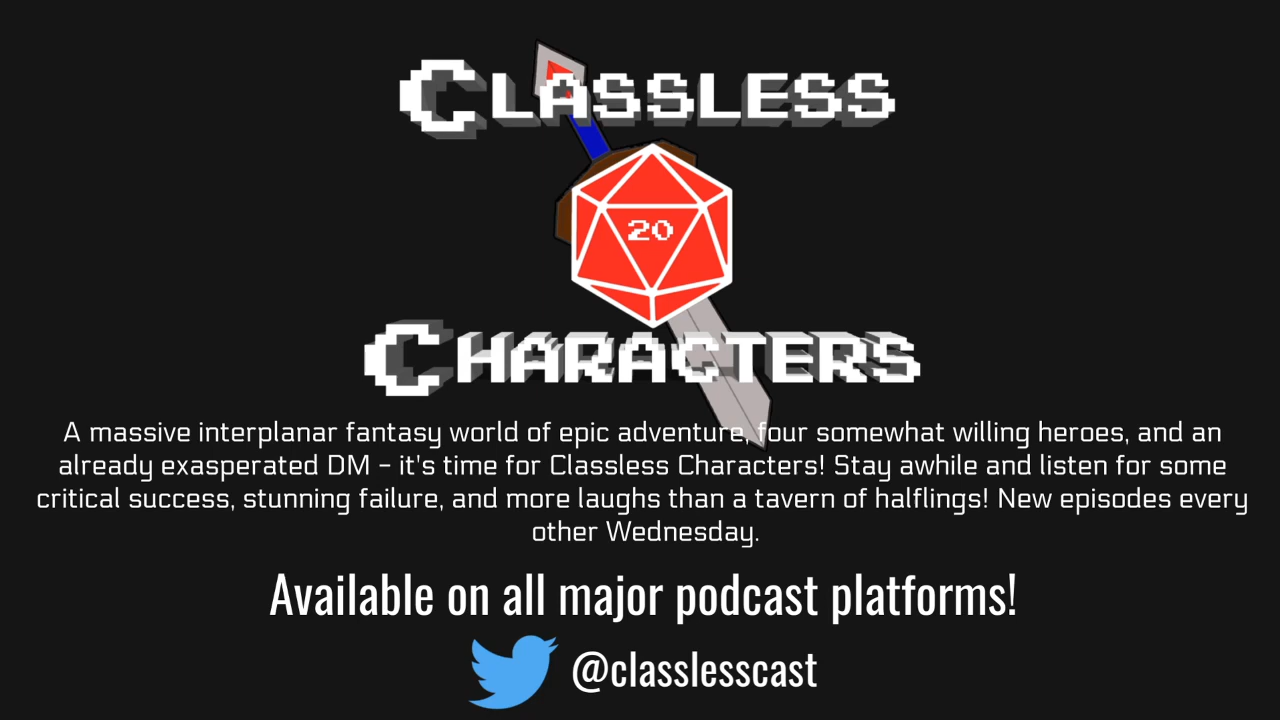 CLASSLESS
20
CHARACTERS
A massive interplanar fantasy world of epic adventure, four somewhat willing heroes, and an
already exasperated DM – it's time for Classless Characters! Stay awhile and listen for some
critical success, stunning failure, and more laughs than a tavern of halflings! New episodes every
other Wednesday.
Available on all major podcast platforms!
@classlesscast